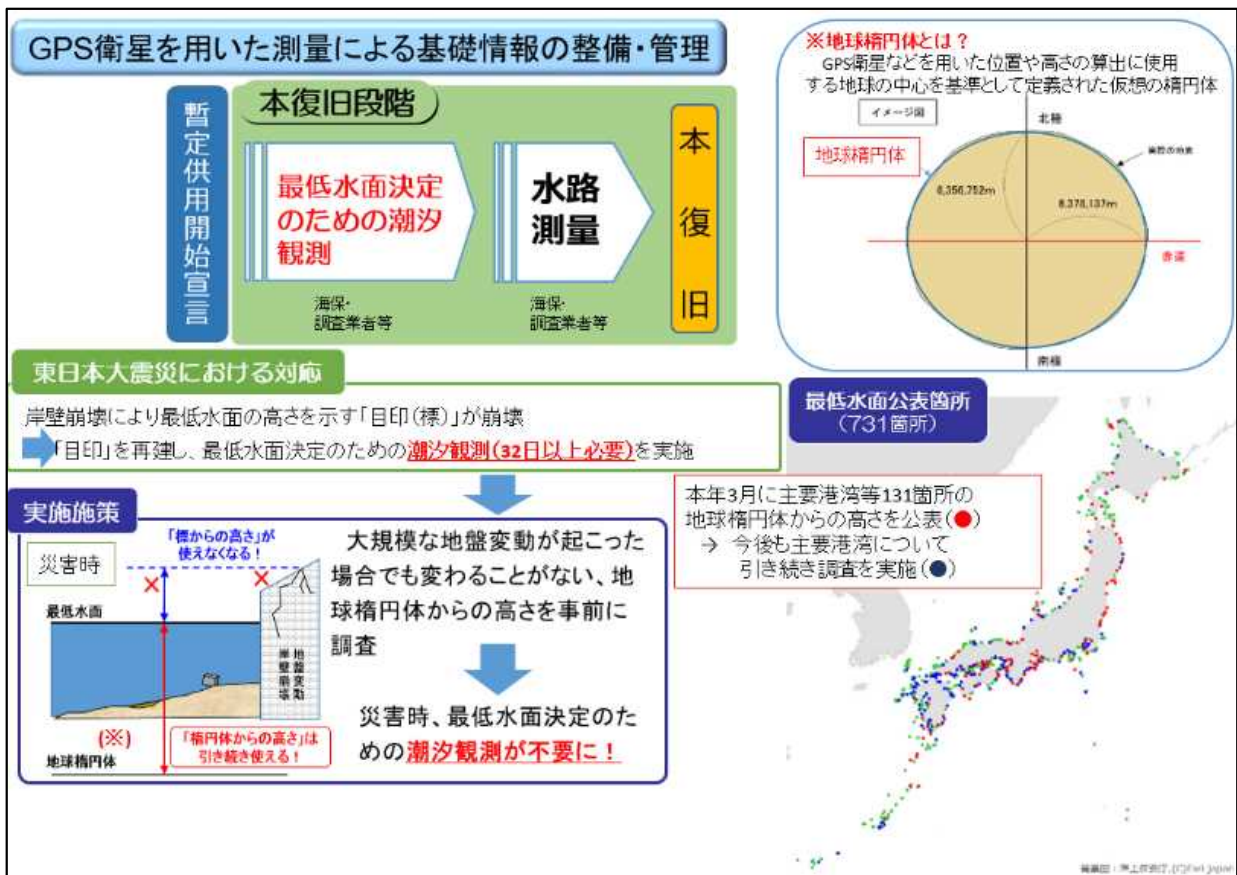 GPS衛星を用いた測量による基礎情報の整備・管理
暫定供用開始宣言
本復旧段階
最低水面決定
のための潮汐
観測
海保・
調査業者等
水路
測量
海保・
調査業者等
本復旧
※地球楕円体とは？
GPS衛星などを用いた位置や高さの算出に使用
する地球の中心を基準として定義された仮想の楕円体
イメージ図
北極
地球楕円体
実際の地表
6,356,752m
6,378,137m
赤道
南極
東日本大震災における対応
岸壁崩壊により最低水面の高さを示す「目印（標）」が崩壊
「目印」を再建し、最低水面決定のための潮汐観測（32日以上必要）を実施
最低水面公表箇所
（731箇所）
本年3月に主要港湾等131箇所の
地球楕円体からの高さを公表（●）
→ 今後も主要港湾について
引き続き調査を実施（●）
実施施策
災害時
「標からの高さ」が
使えなくなる！
最低水面
地盤変動
岸壁崩壊
(※)
地球楕円体
「楕円体からの高さ」は
引き続き使える！
大規模な地盤変動が起こった
場合でも変わることがない、地
球楕円体からの高さを事前に
調査
災害時、最低水面決定のた
めの潮汐観測が不要に！